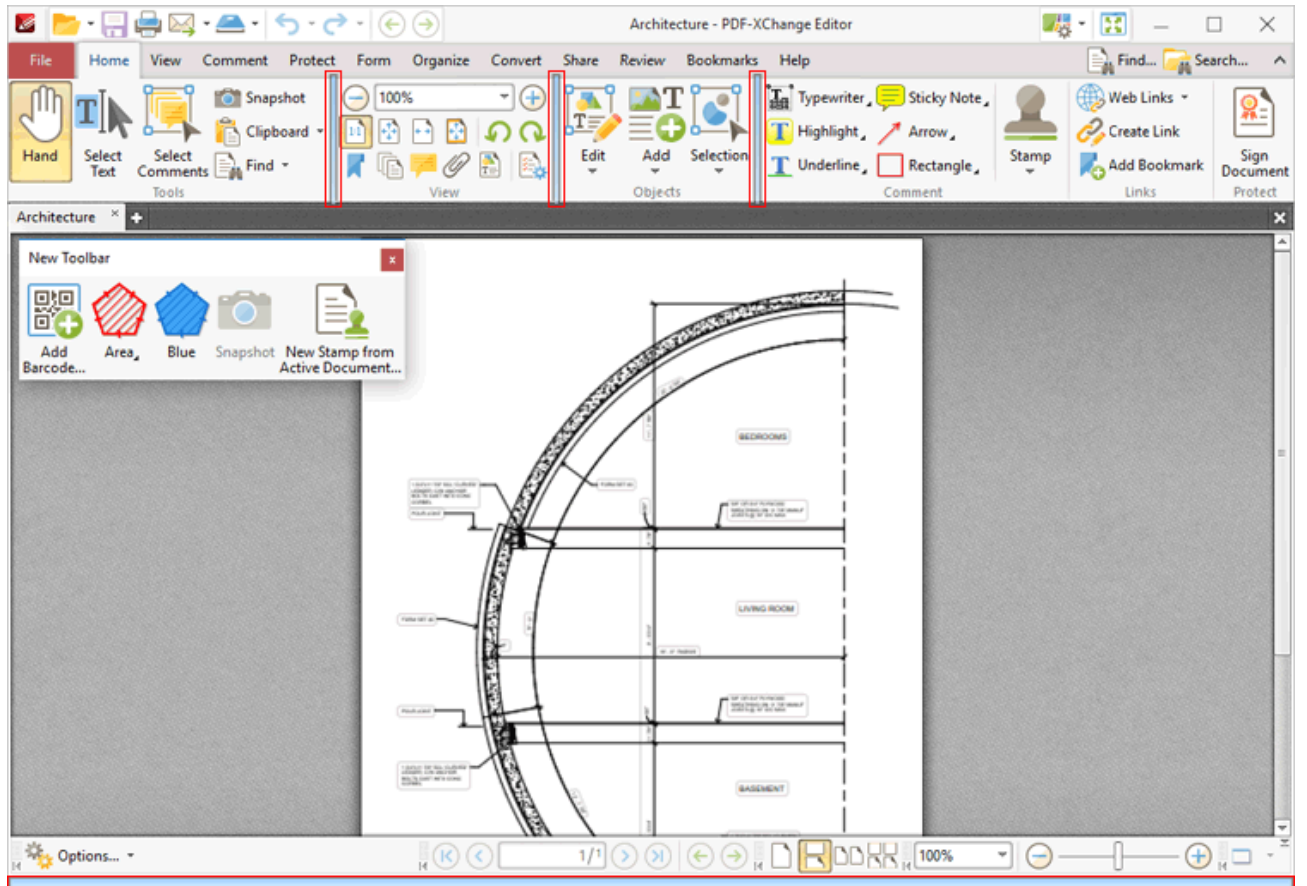 Architecture - PDF-XChange Editor
File Home View Comment Protect Form Organize Convert Share Review Bookmarks Help Find... Search...
Hand
Select Text
Select Comments
Snapshot
Clipboard
Find
Tools
100%
View
Edit
Add
Selection
Objects
Typewriter
Highlight
Underline
Sticky Note
Arrow
Rectangle
Comment
Stamp
Web Links
Create Link
Add Bookmark
Links
Sign Document
Protect
Architecture
New Toolbar
Add Barcode...
Area
Blue
Snapshot
New Stamp from Active Document...
BEDROOMS
LIVING ROOM
BASEMENT
Options...
1/1
100%